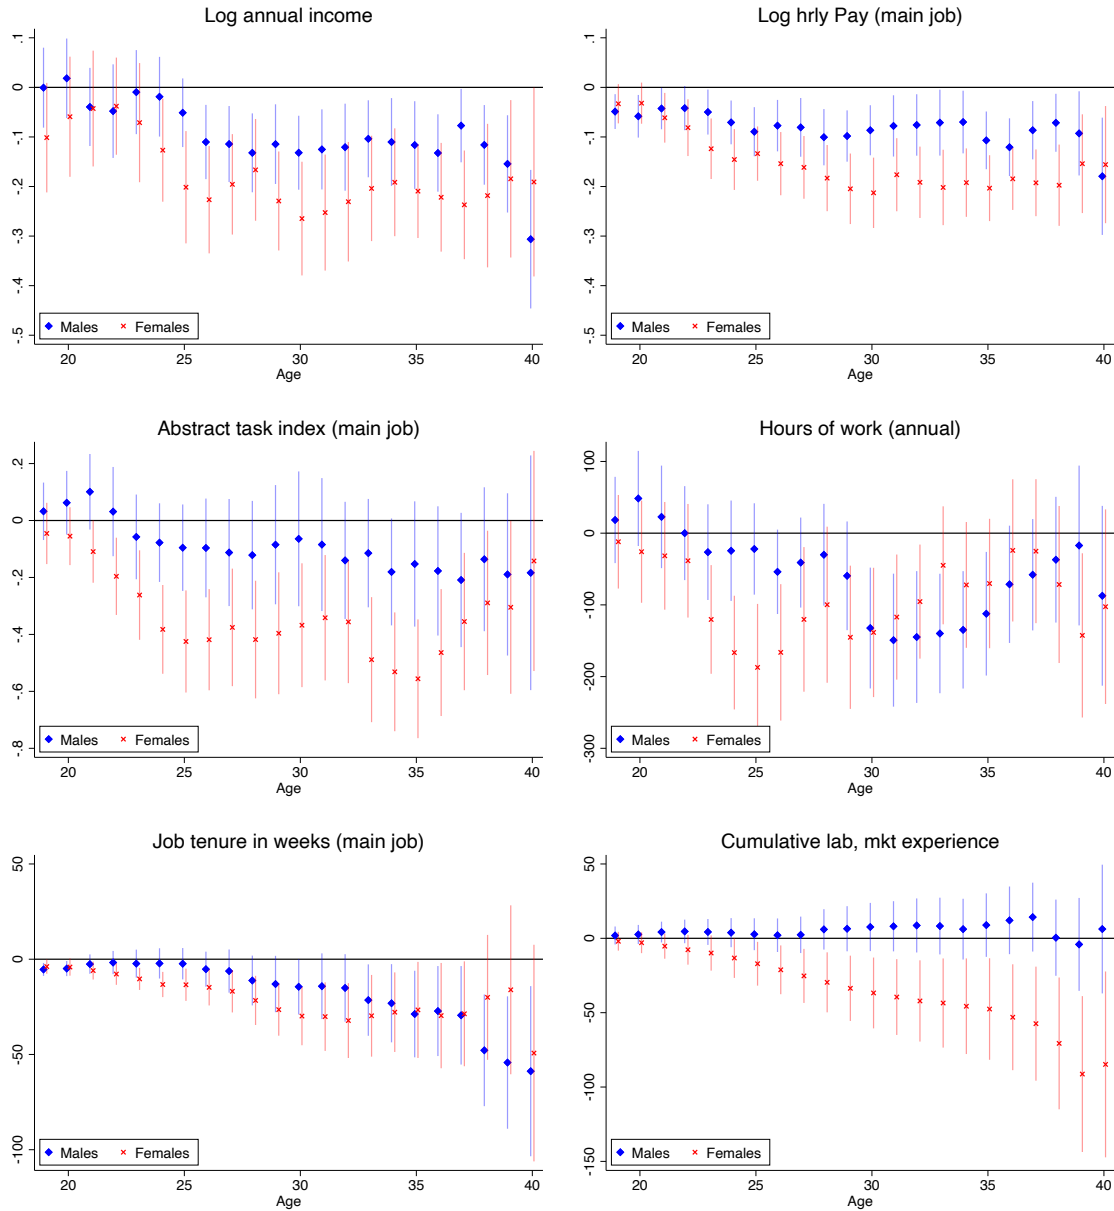 Log annual income
.1
0
-.1
-.2
-.3
-.4
-.5
Males Females
20 25 30 35 40
Age
Log hrly Pay (main job)
.1
0
-.1
-.2
-.3
-.4
-.5
Males Females
20 25 30 35 40
Age
Abstract task index (main job)
.2
0
-.2
-.4
-.6
-.8
Males Females
20 25 30 35 40
Age
Hours of work (annual)
100
0
-100
-200
-300
Males Females
20 25 30 35 40
Age
Job tenure in weeks (main job)
50
0
-50
-100
Males Females
20 25 30 35 40
Age
Cumulative lab, mkt experience
50
0
-50
-100
-150
Males Females
20 25 30 35 40
Age